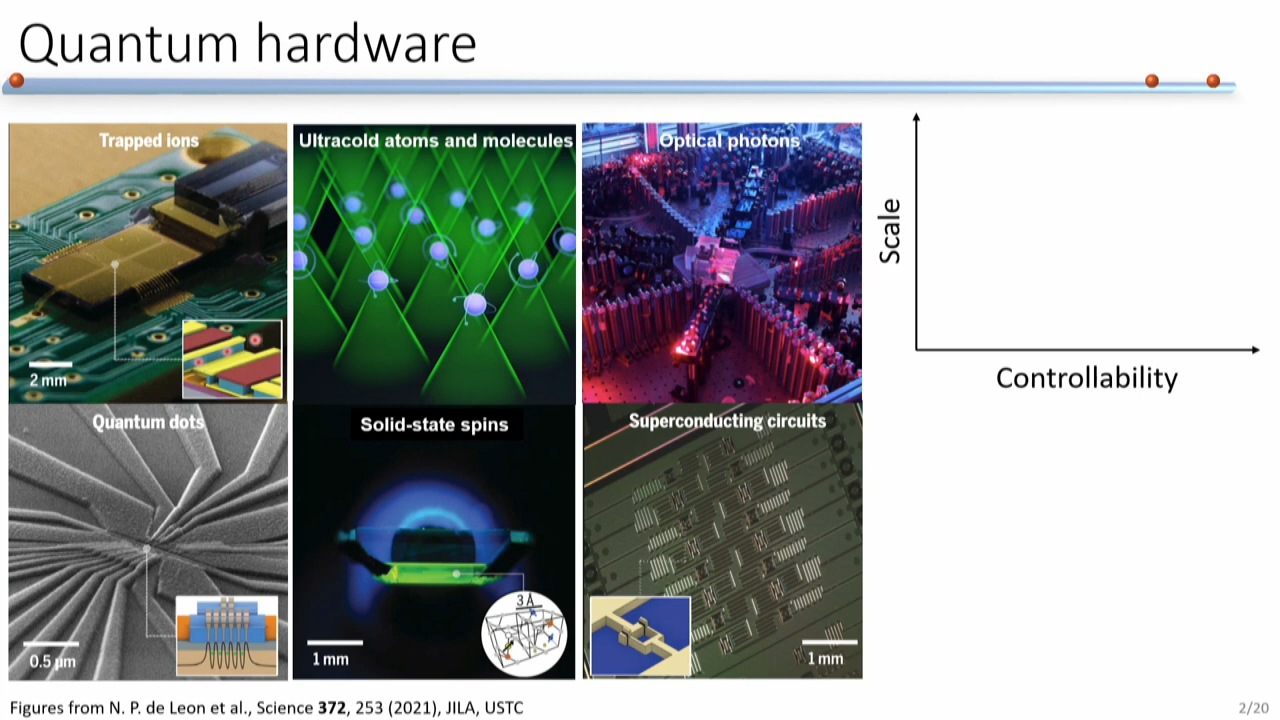 Quantum hardware
Trapped ions
2 mm
Ultracold atoms and molecules
Optical photons
Scale
Controllability
Quantum dots
0.5 μm
Solid-state spins
3 Å
1 mm
Superconducting circuits
1 mm
Figures from N. P. de Leon et al., Science 372, 253 (2021), JILA, USTC
2/20